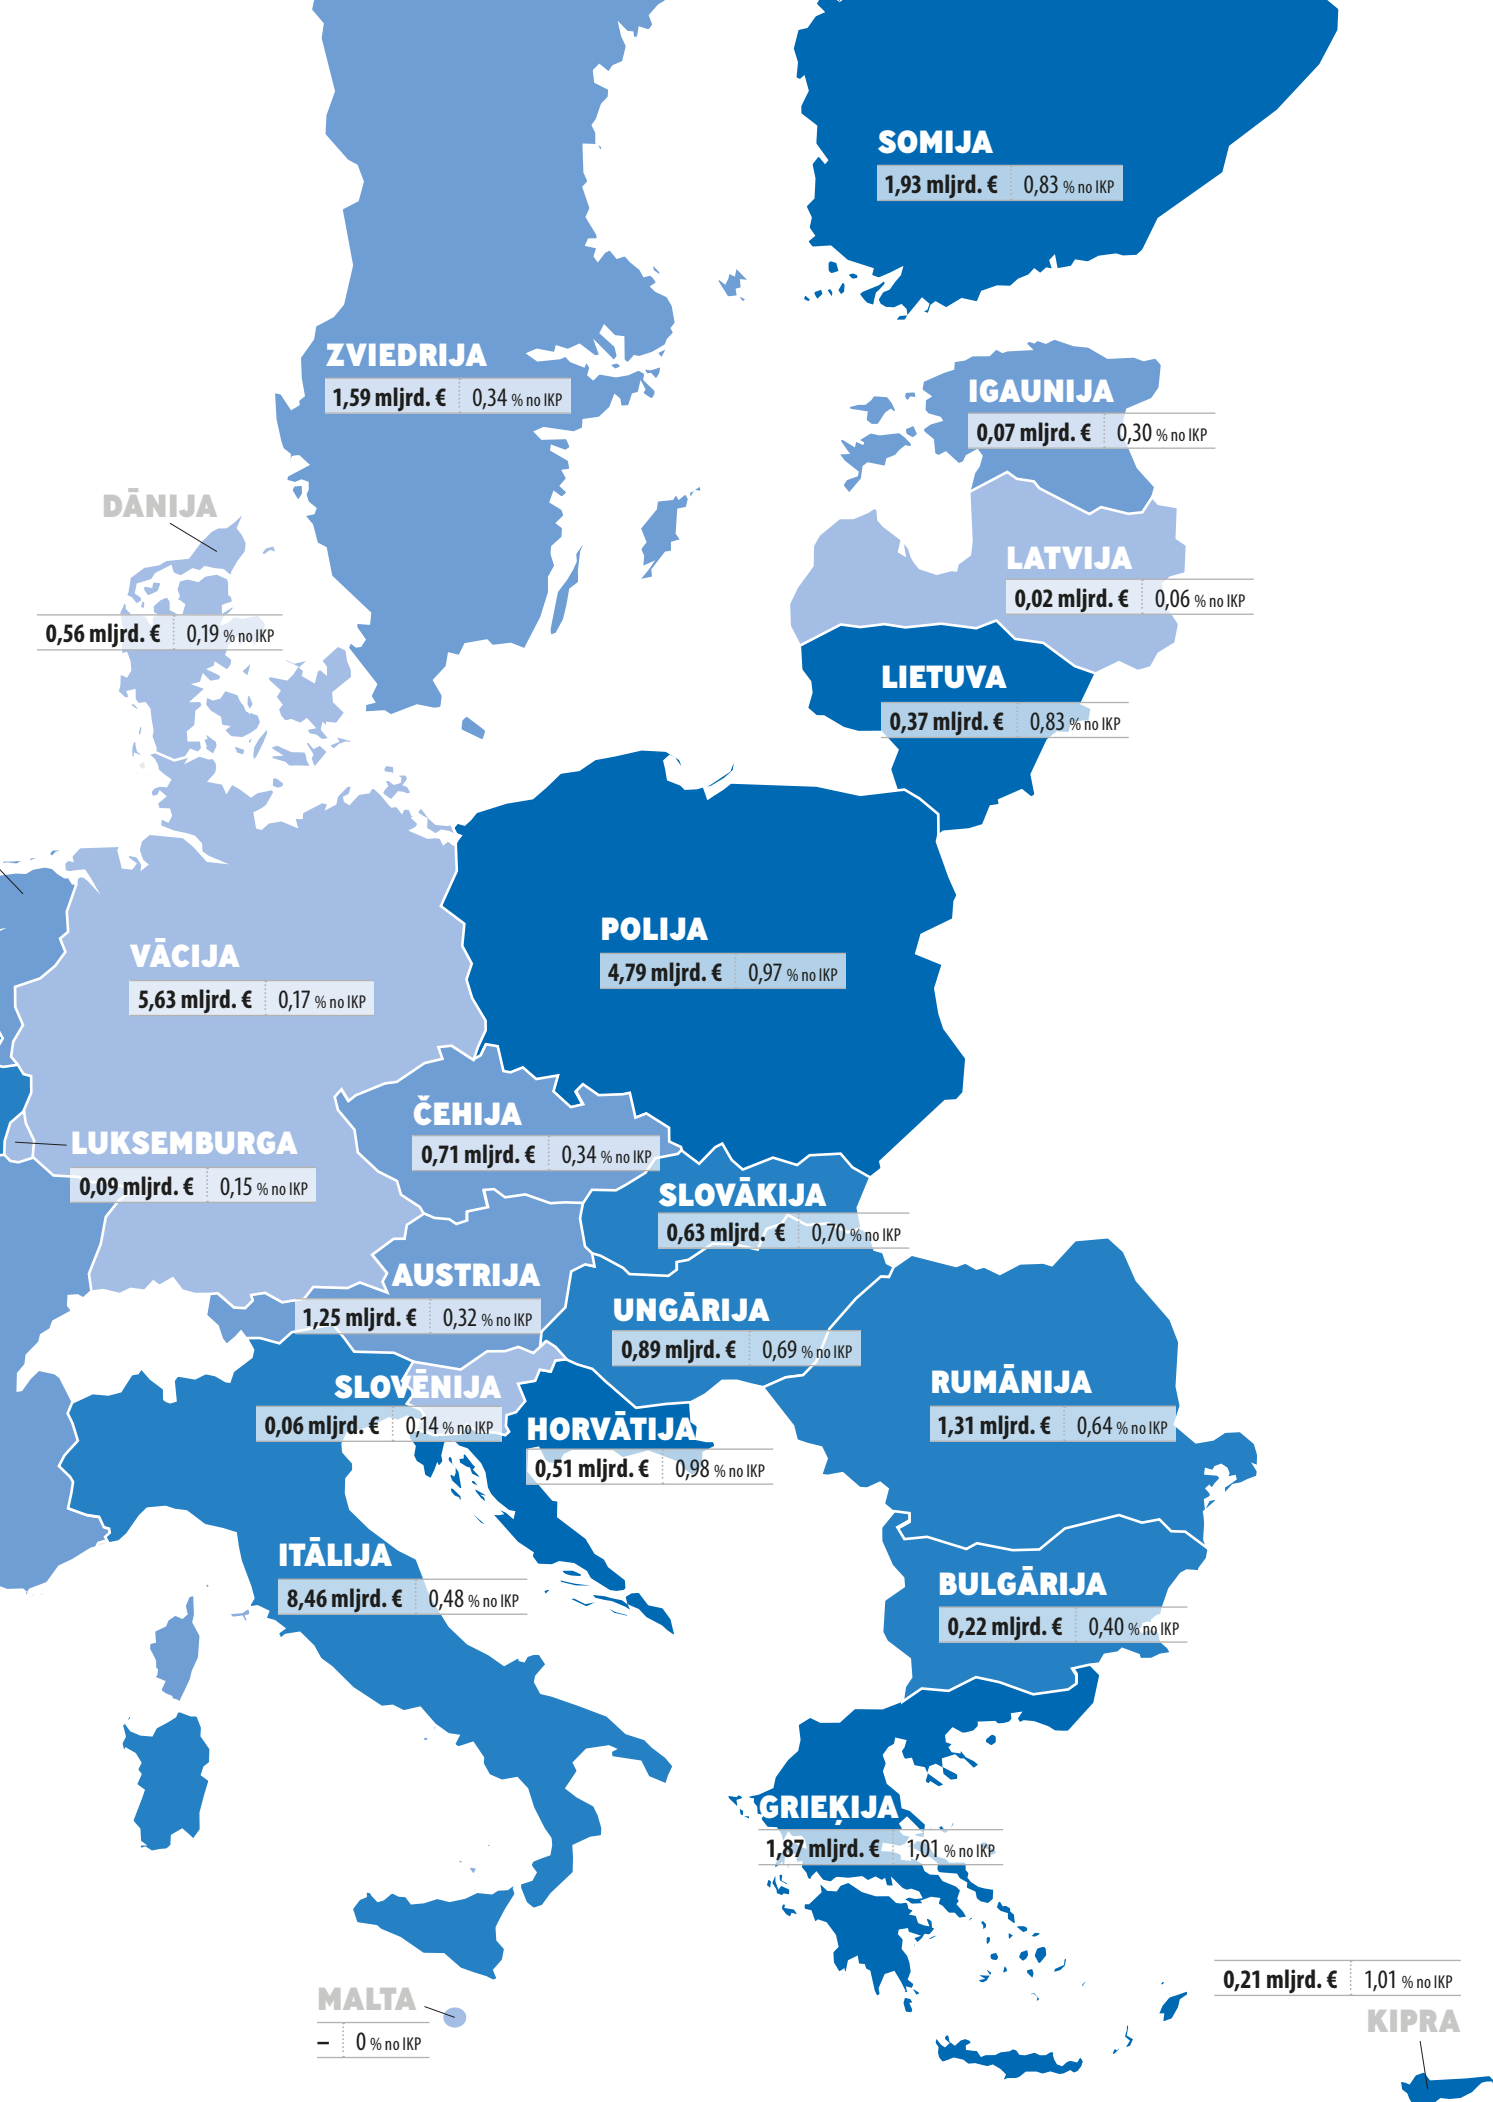 SOMIJA
1,93 mljrd. € 0,83 % no IKP
ZVIEDRIJA
1,59 mljrd. € 0,34 % no IKP
IGAUNIJA
0,07 mljrd. € 0,30 % no IKP
DĀNIJA
0,56 mljrd. € 0,19 % no IKP
LATVIJA
0,02 mljrd. € 0,06 % no IKP
LIETUVA
0,37 mljrd. € 0,83 % no IKP
POLIJA
4,79 mljrd. € 0,97 % no IKP
VĀCIJA
5,63 mljrd. € 0,17 % no IKP
ČEHIJA
0,71 mljrd. € 0,34 % no IKP
LUKSEMBURGA
0,09 mljrd. € 0,15 % no IKP
SLOVĀKIJA
0,63 mljrd. € 0,70 % no IKP
AUSTRIJA
1,25 mljrd. € 0,32 % no IKP
UNGĀRIJA
0,89 mljrd. € 0,69 % no IKP
RUMĀNIJA
1,31 mljrd. € 0,64 % no IKP
SLOVĒNIJA
0,06 mljrd. € 0,14 % no IKP
HORVĀTIJA
0,51 mljrd. € 0,98 % no IKP
ITĀLIJA
8,46 mljrd. € 0,48 % no IKP
BULGĀRIJA
0,22 mljrd. € 0,40 % no IKP
GRIEĶIJA
1,87 mljrd. € 1,01 % no IKP
0,21 mljrd. € 1,01 % no IKP
KIPRA
MALTA
– 0 % no IKP